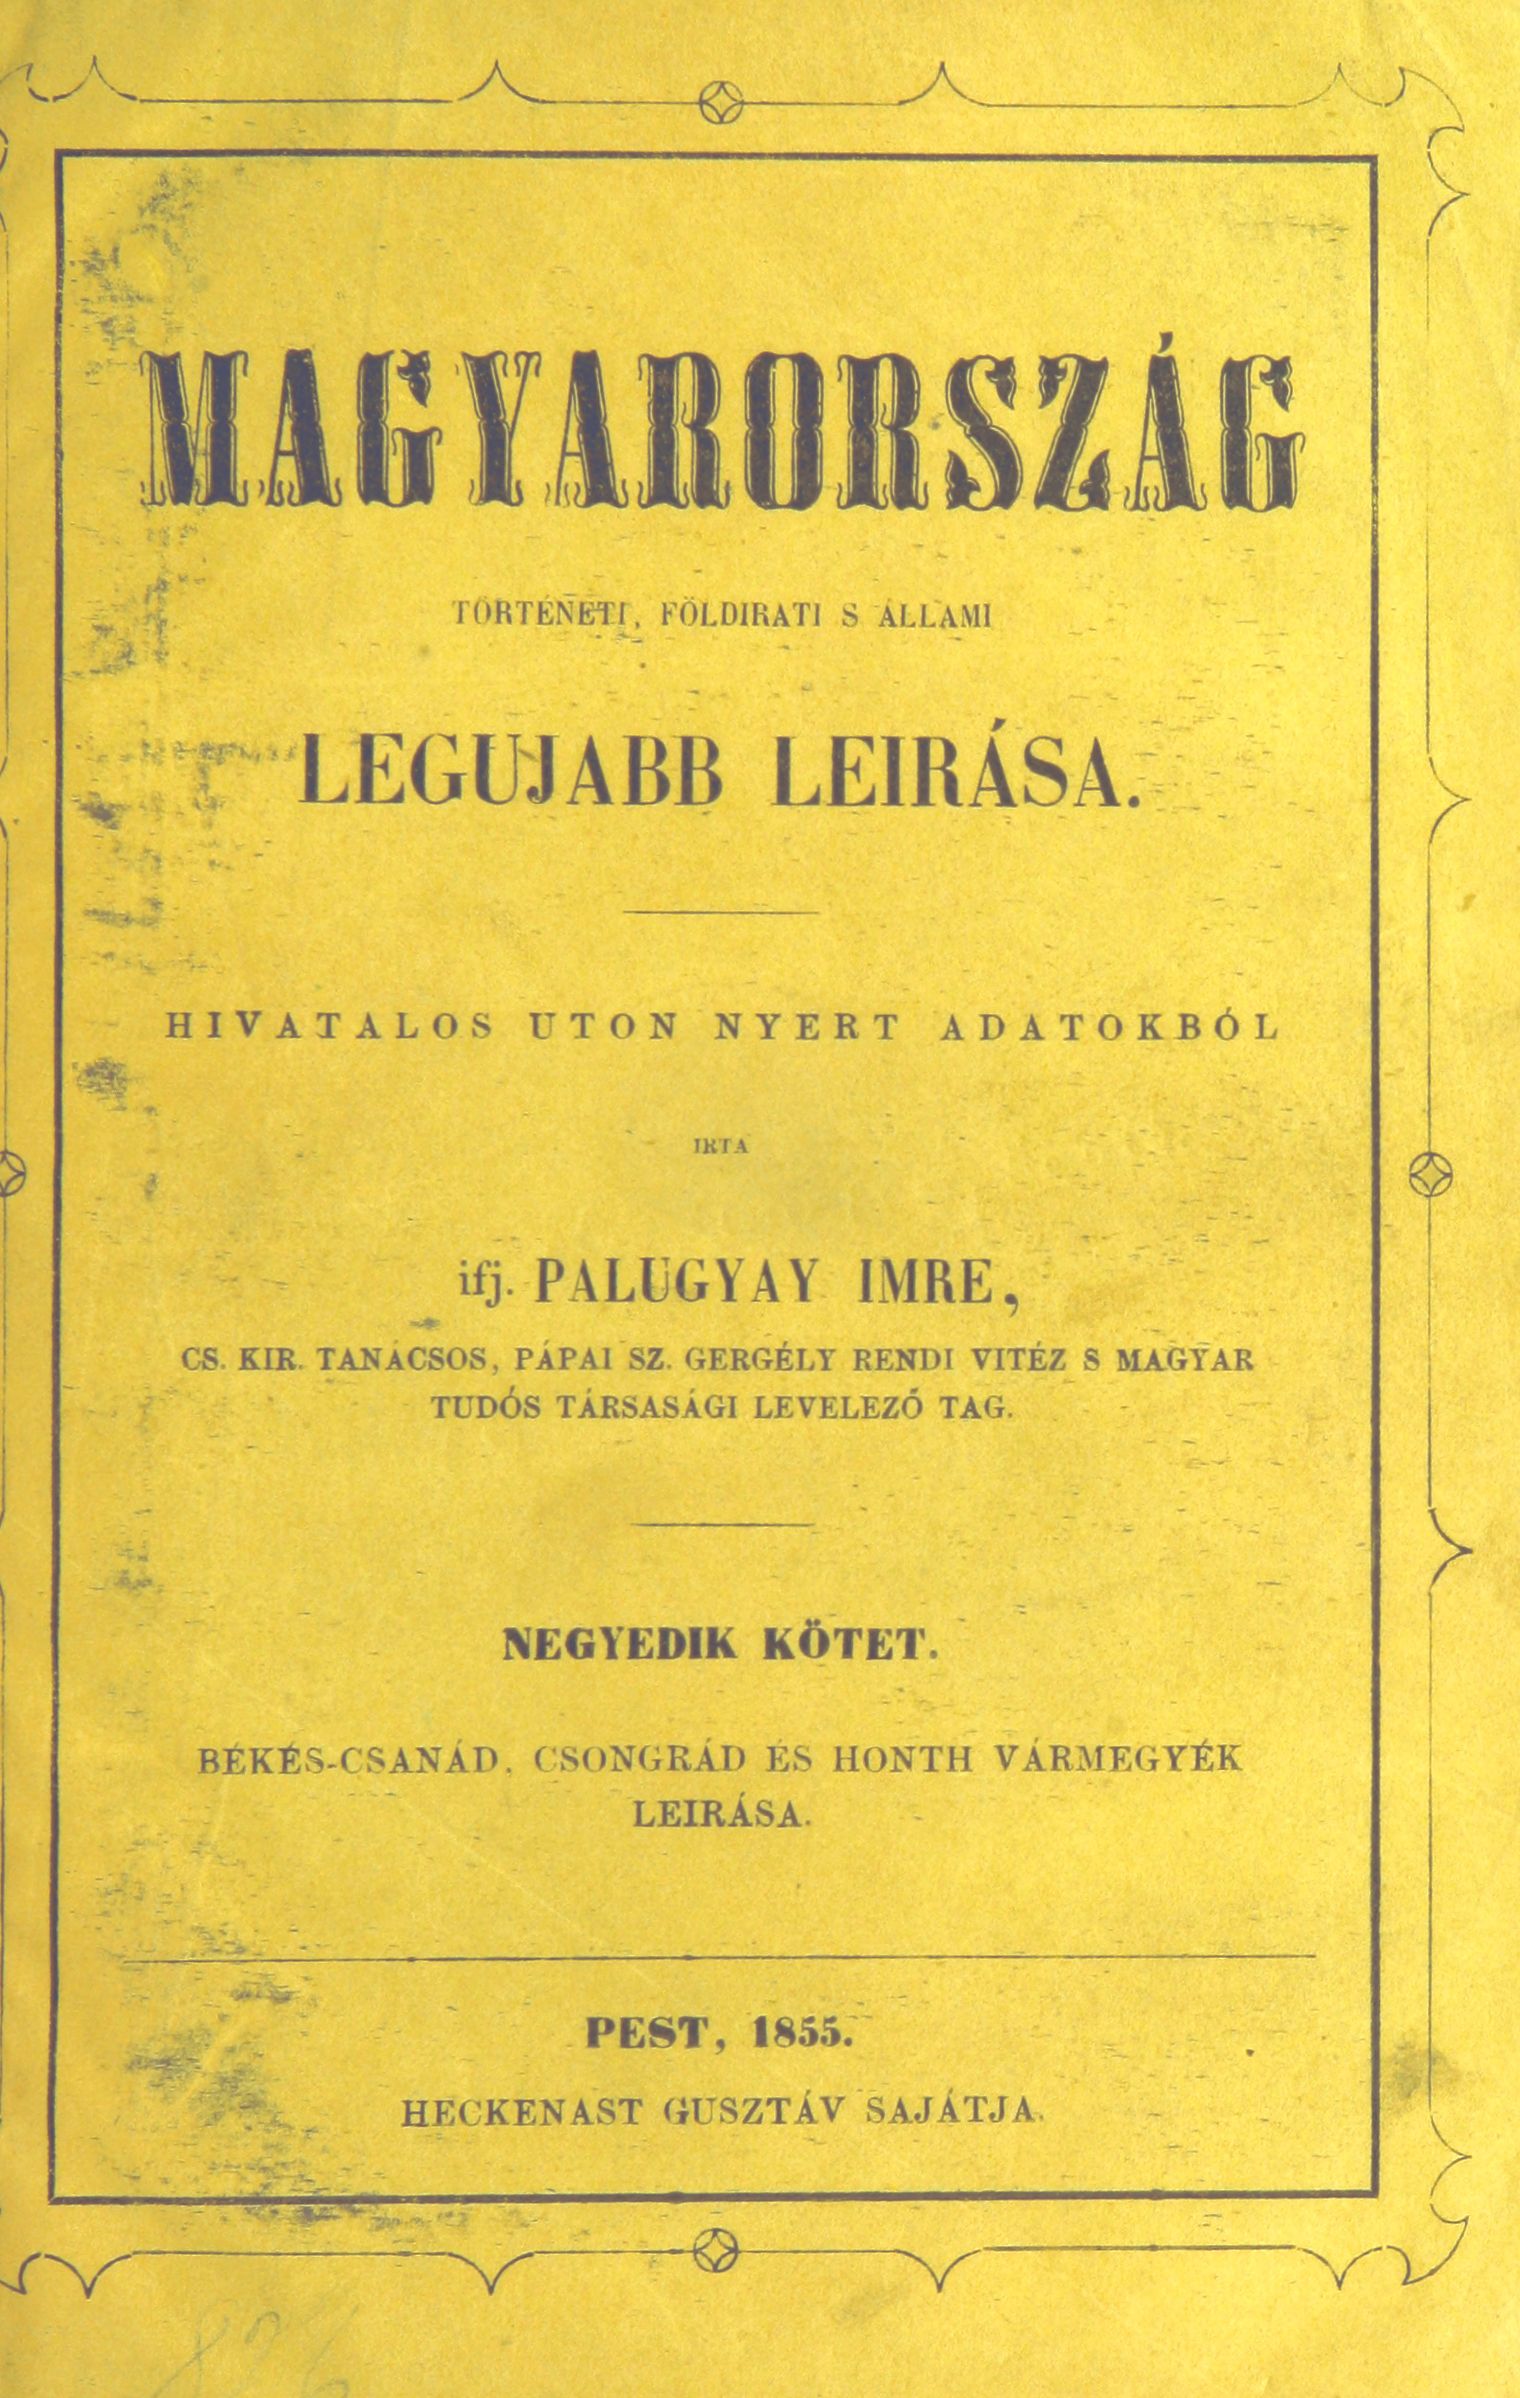 MAGYARORSZÁG
TÖRTÉNETI, FÖLDIRATI S ÁLLAMI
LEGUJABB LEIRÁSA.
HIVATALOS UTON NYERT ADATOKBÓL
IRTA
ifj. PALUGYAY IMRE,
CS. KIR. TANÁCSOS, PÁPAI SZ. GERGÉLY RENDI VITÉZ S MAGYAR
TUDÓS TÁRSASÁGI LEVELEZŐ TAG.
NEGYEDIK KÖTET.
BÉKÉS-CSANÁD, CSONGRÁD ÉS HONTH VÁRMEGYÉK
LEIRÁSA.
PEST, 1855.
HECKENAST GUSZTÁV SAJÁTJA.